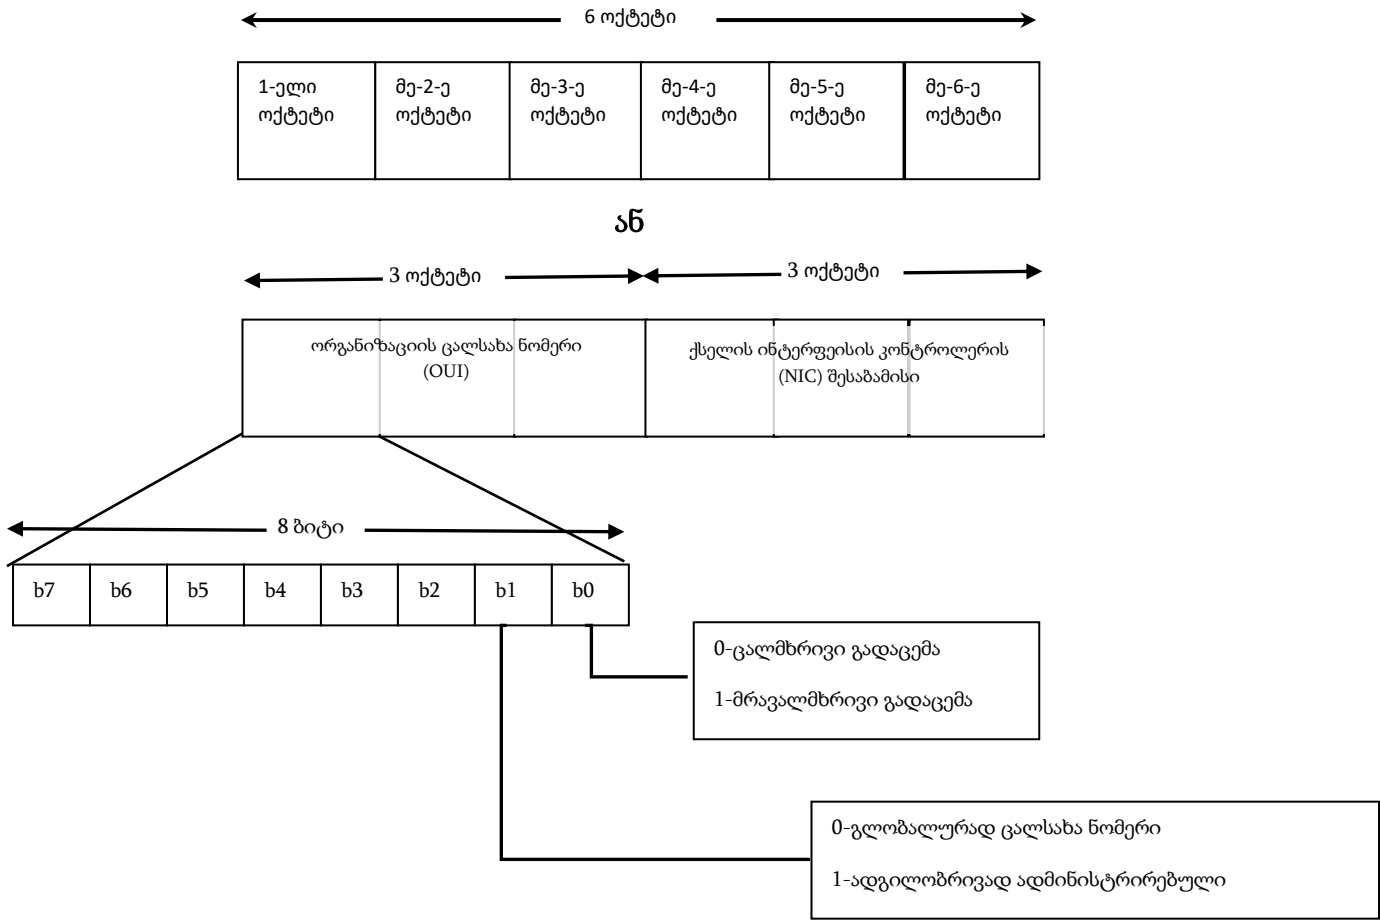 6 ოქტეტი
1-ელი ოქტეტი
მე-2-ე ოქტეტი
მე-3-ე ოქტეტი
მე-4-ე ოქტეტი
მე-5-ე ოქტეტი
მე-6-ე ოქტეტი
ან
3 ოქტეტი
3 ოქტეტი
ორგანიზაციის ცალსახა ნომერი
(OUI)
ქსელის ინტერფეისის კონტროლერის
(NIC) შესაბამისი
8 ბიტი
b7 b6 b5 b4 b3 b2 b1 b0
0-ცალმხრივი გადაცემა
1-მრავალმხრივი გადაცემა
0-გლობალურად ცალსახა ნომერი
1-ადგილობრივად ადმინისტრირებული